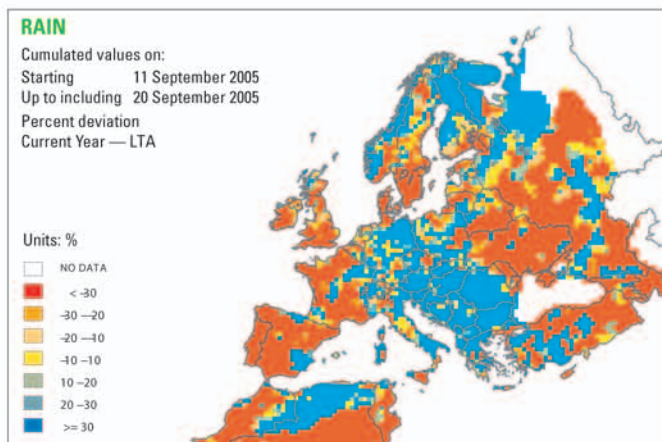 RAIN
Cumulated values on:
Starting 11 September 2005
Up to including 20 September 2005
Percent deviation
Current Year — LTA
Units: %
NO DATA
< -30
-30 —20
-20 —10
-10 –10
10 –20
20 –30
>= 30